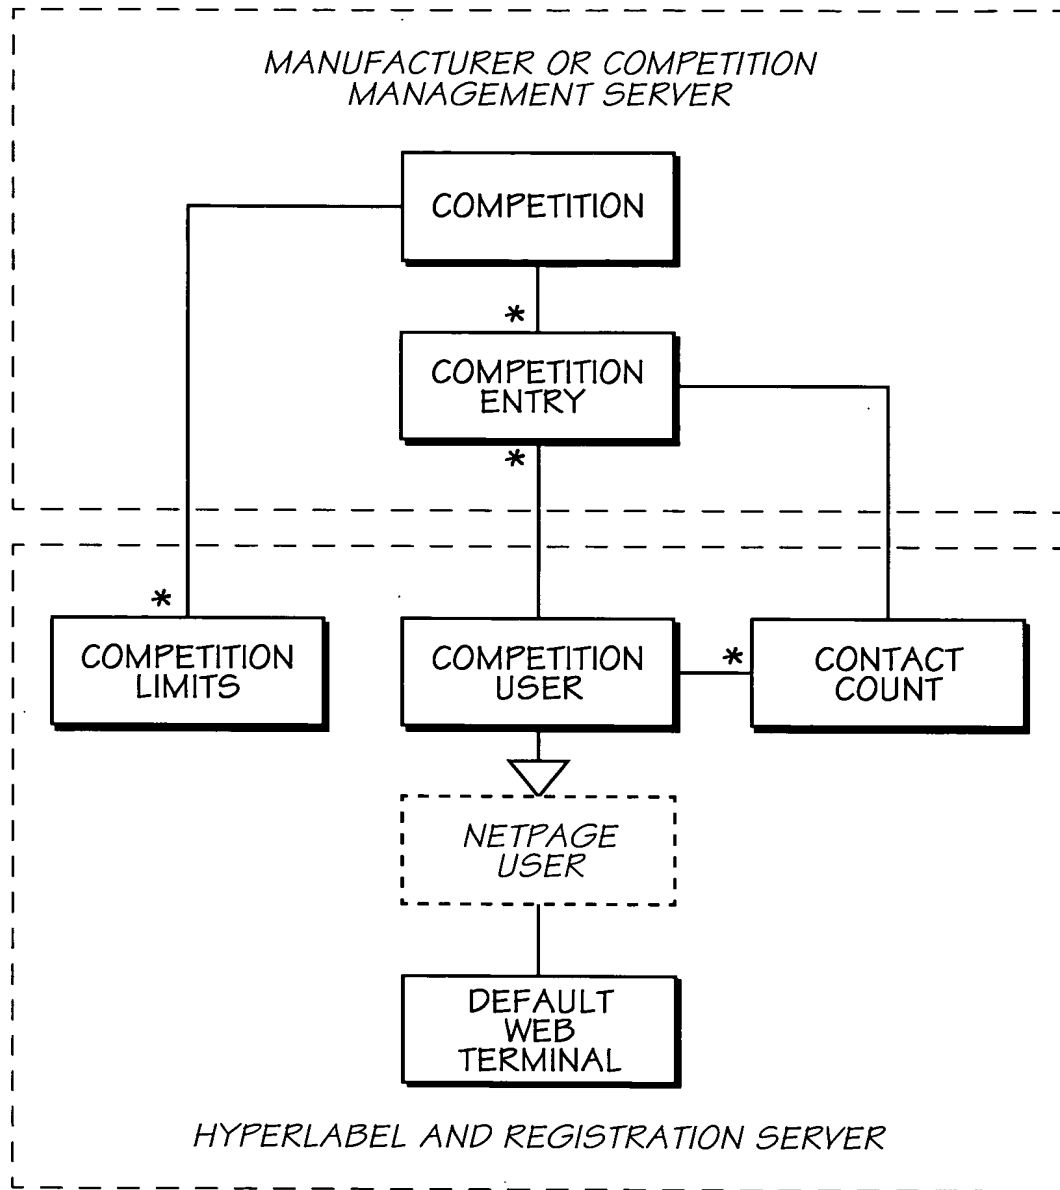 MANUFACTURER OR COMPETITION
MANAGEMENT SERVER
COMPETITION
*
COMPETITION
ENTRY
*
*
COMPETITION
LIMITS
COMPETITION
USER
*
CONTACT
COUNT
NETPAGE
USER
DEFAULT
WEB
TERMINAL
HYPERLABEL AND REGISTRATION SERVER